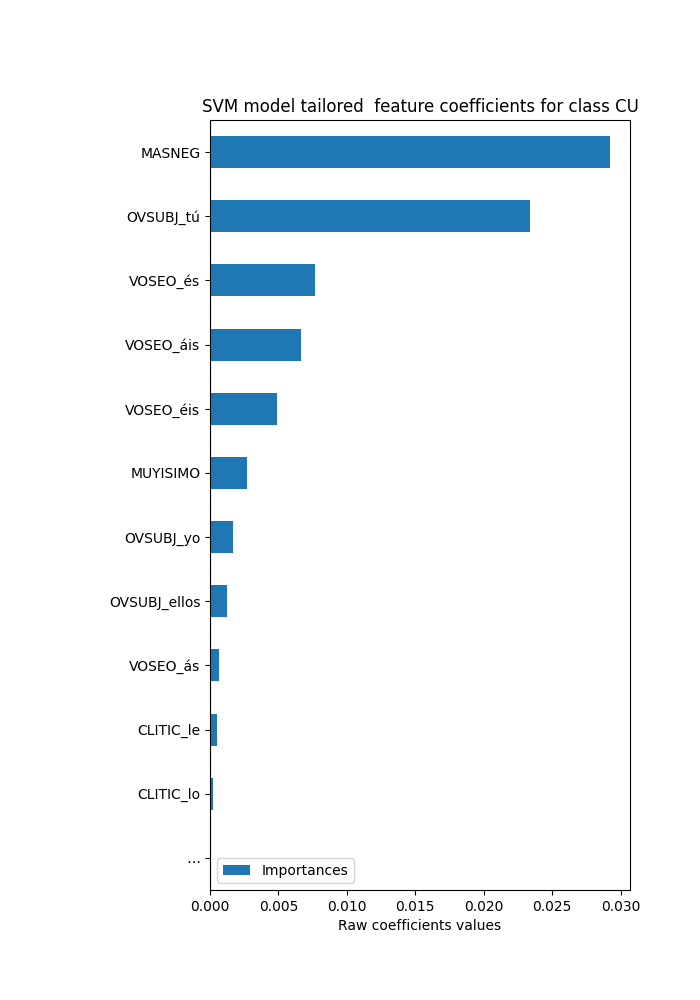 SVM model tailored  feature coefficients for class CU
MASNEG
OVSUBJ_tú
VOSEO_és
VOSEO_áis
VOSEO_éis
MUYISIMO
OVSUBJ_yo
OVSUBJ_ellos
VOSEO_ás
CLITIC_le
CLITIC_lo
...
Importances
0.000 0.005 0.010 0.015 0.020 0.025 0.030
Raw coefficients values